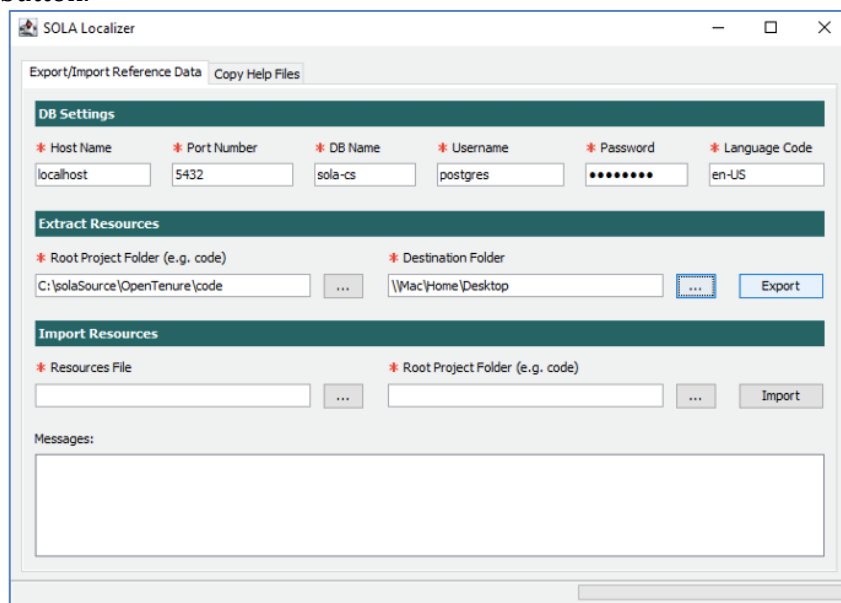 SOLA Localizer
Export/Import Reference Data Copy Help Files
DB Settings
* Host Name * Port Number * DB Name * Username * Password * Language Code
localhost 5432 sola-cs postgres •••••••• en-US
Extract Resources
* Root Project Folder (e.g. code) * Destination Folder
C:\solaSource\OpenTenure\code ... \\Mac\Home\Desktop ... Export
Import Resources
* Resources File * Root Project Folder (e.g. code)
... ... Import
Messages: